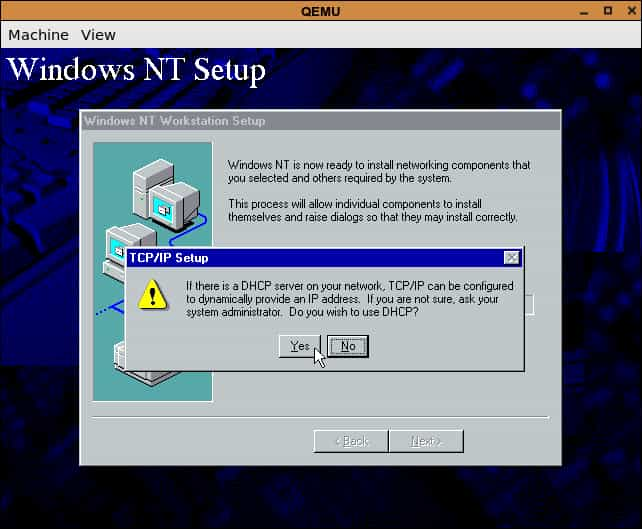 QEMU
Machine View
Windows NT Setup
Windows NT Workstation Setup
Windows NT is now ready to install networking components that
you selected and others required by the system.
This process will allow individual components to install
themselves and raise dialogs so that they may install correctly.
TCP/IP Setup
If there is a DHCP server on your network, TCP/IP can be configured
to dynamically provide an IP address. If you are not sure, ask your
system administrator. Do you wish to use DHCP?
Yes No
< Back Next >